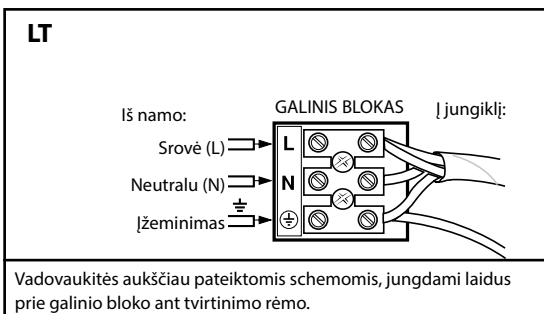 LT
GALINIS BLOKAS
Iš namo:
Į jungiklį:
Srovė (L)
L
Neutralu (N)
N
Įžeminimas
Vadovaukitės aukščiau pateiktomis schemomis, jungdami laidus
prie galinio bloko ant tvirtinimo rėmo.